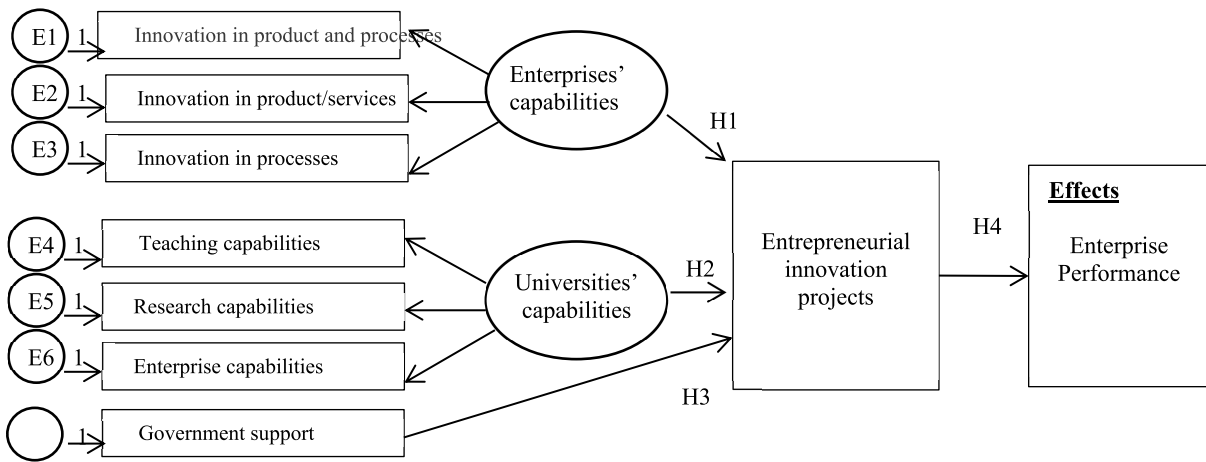 E1 1 Innovation in product and processes
E2 1 Innovation in product/services
E3 1 Innovation in processes
Enterprises’
capabilities
H1
E4 1 Teaching capabilities
E5 1 Research capabilities
E6 1 Enterprise capabilities
1 Government support
Universities’
capabilities
H2
H3
Entrepreneurial
innovation
projects
H4
Effects
Enterprise
Performance